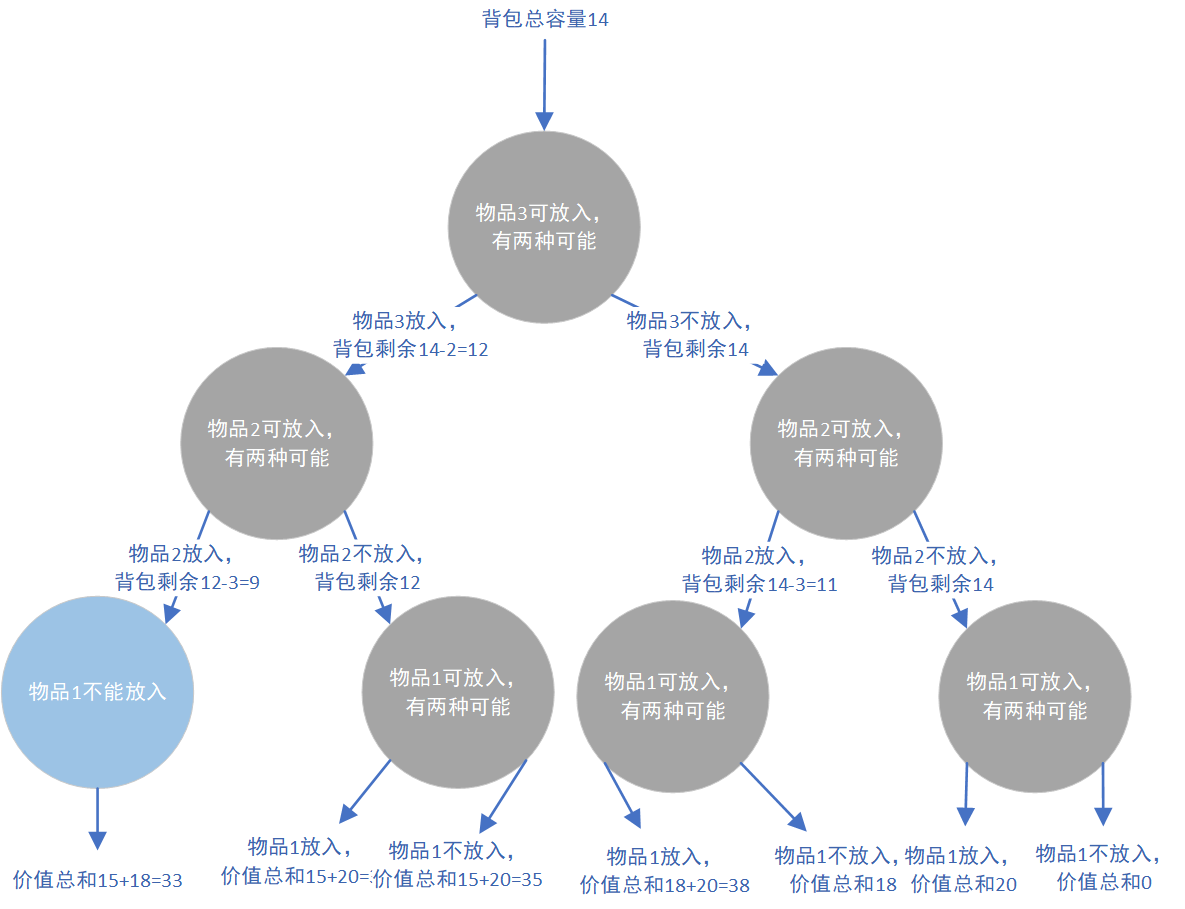 背包总容量14
物品3可放入，
有两种可能
物品3放入，
背包剩余14-2=12
物品3不放入，
背包剩余14
物品2可放入，
有两种可能
物品2可放入，
有两种可能
物品2放入，
背包剩余12-3=9
物品2不放入，
背包剩余12
物品2放入，
背包剩余14-3=11
物品2不放入，
背包剩余14
物品1不能放入
物品1可放入，
有两种可能
物品1可放入，
有两种可能
物品1可放入，
有两种可能
价值总和15+18=33
物品1放入，
价值总和15+20=
物品1不放入，
价值总和15+20=35
物品1放入，
价值总和18+20=38
物品1不放入，
价值总和18
物品1放入，
价值总和20
物品1不放入，
价值总和0